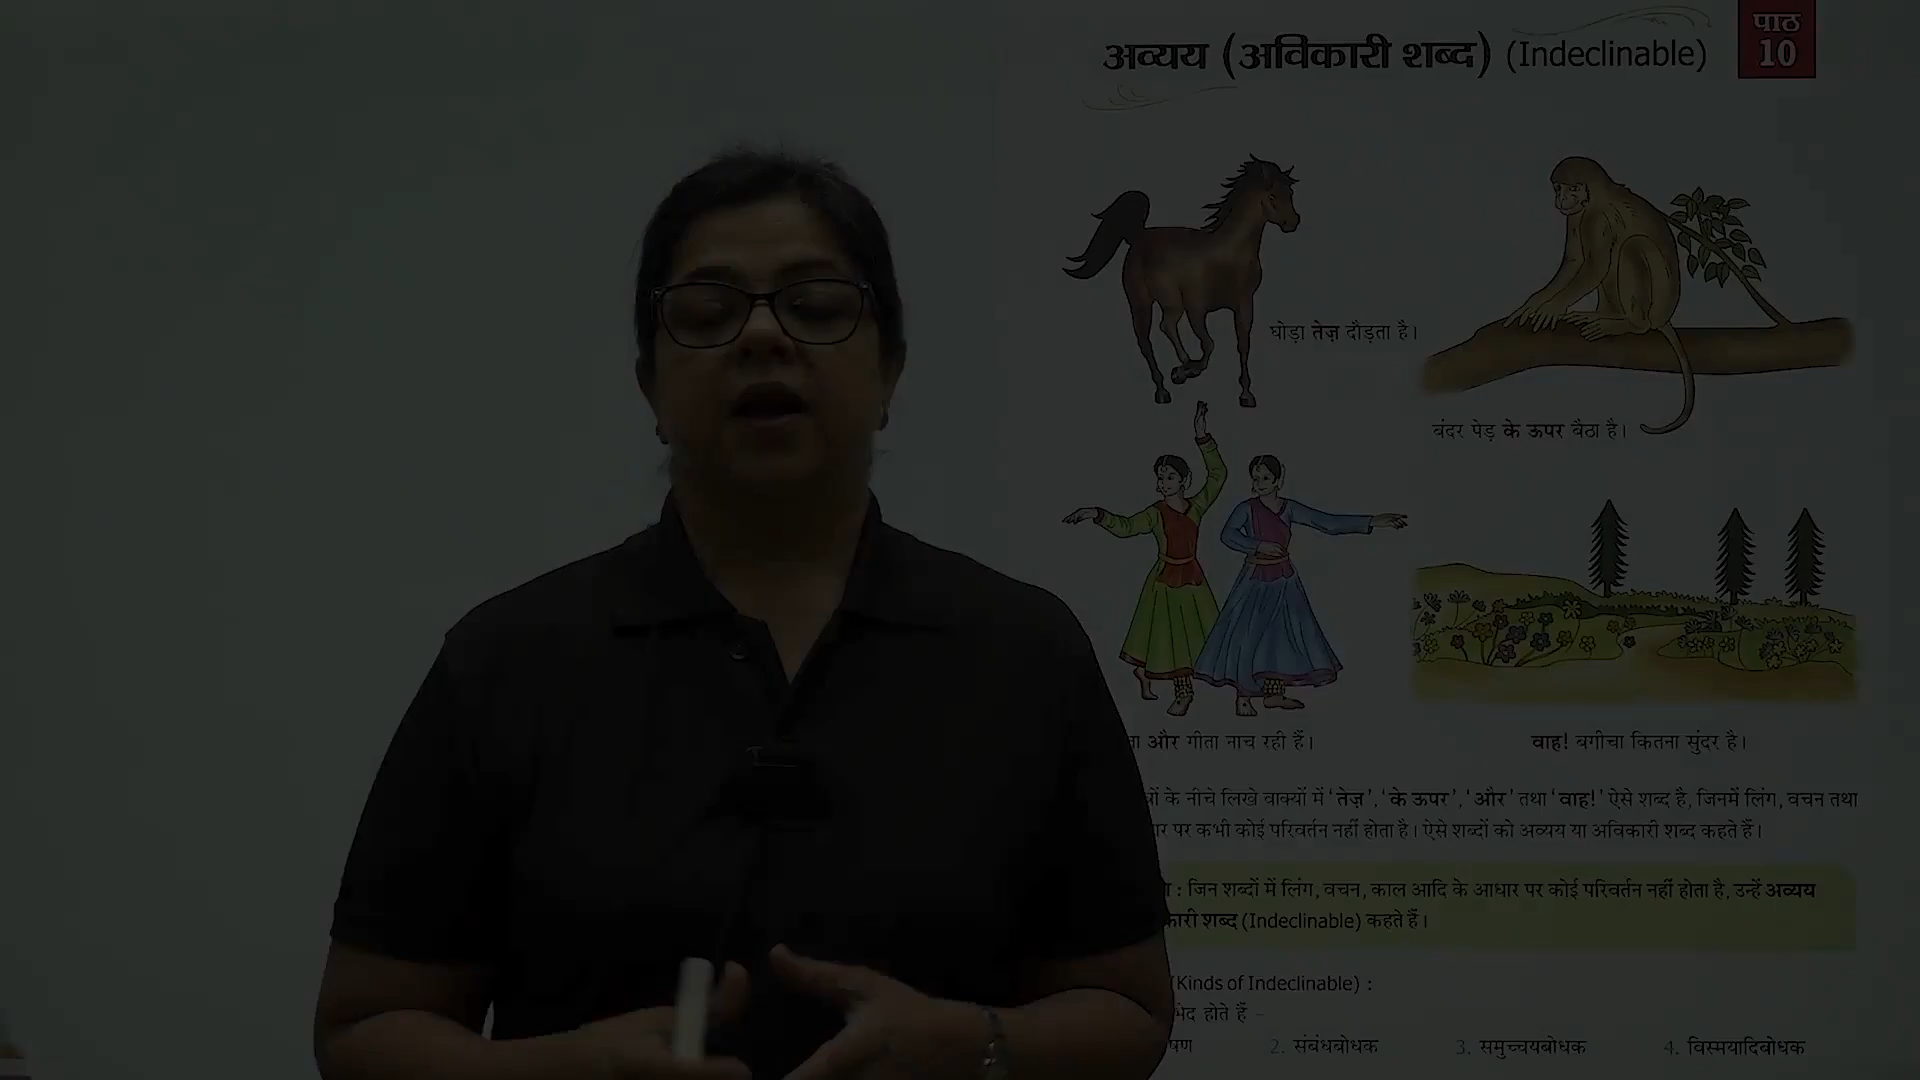 पाठ
10
अव्यय (अविकारी शब्द) (Indeclinable)
घोड़ा तेज़ दौड़ता है।
बंदर पेड़ के ऊपर बैठा है।
और गीता नाच रही हैं।
वाह! बगीचा कितना सुंदर है।
के नीचे लिखे वाक्यों में 'तेज़', 'के ऊपर', 'और' तथा 'वाह!' ऐसे शब्द है, जिनमें लिंग, वचन तथा
पर कभी कोई परिवर्तन नहीं होता है। ऐसे शब्दों को अव्यय या अविकारी शब्द कहते हैं।
: जिन शब्दों में लिंग, वचन, काल आदि के आधार पर कोई परिवर्तन नहीं होता है, उन्हें अव्यय
शब्द (Indeclinable) कहते हैं।
(Kinds of Indeclinable) :
भेद होते हैं –
2. संबंधबोधक 3. समुच्चयबोधक 4. विस्मयादिबोधक